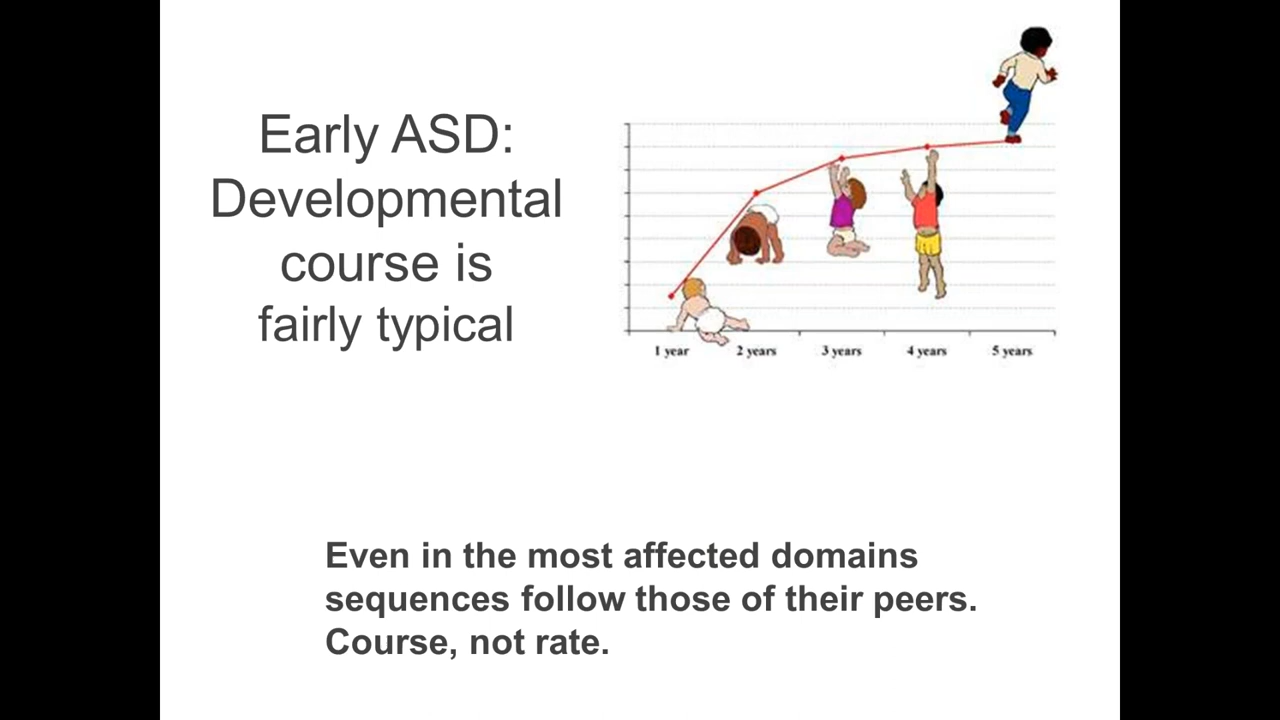 Early ASD:
Developmental
course is
fairly typical
1 year 2 years 3 years 4 years 5 years
Even in the most affected domains
sequences follow those of their peers.
Course, not rate.